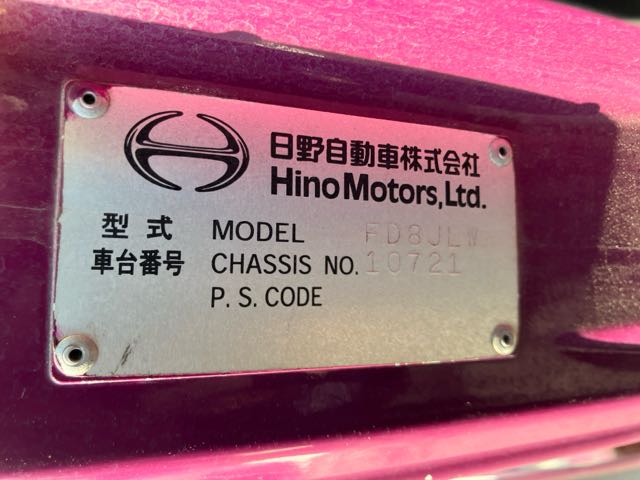 日野自動車株式会社
Hino Motors, Ltd.
型式 MODEL FD8JLW
車台番号 CHASSIS NO. 10721
P. S. CODE